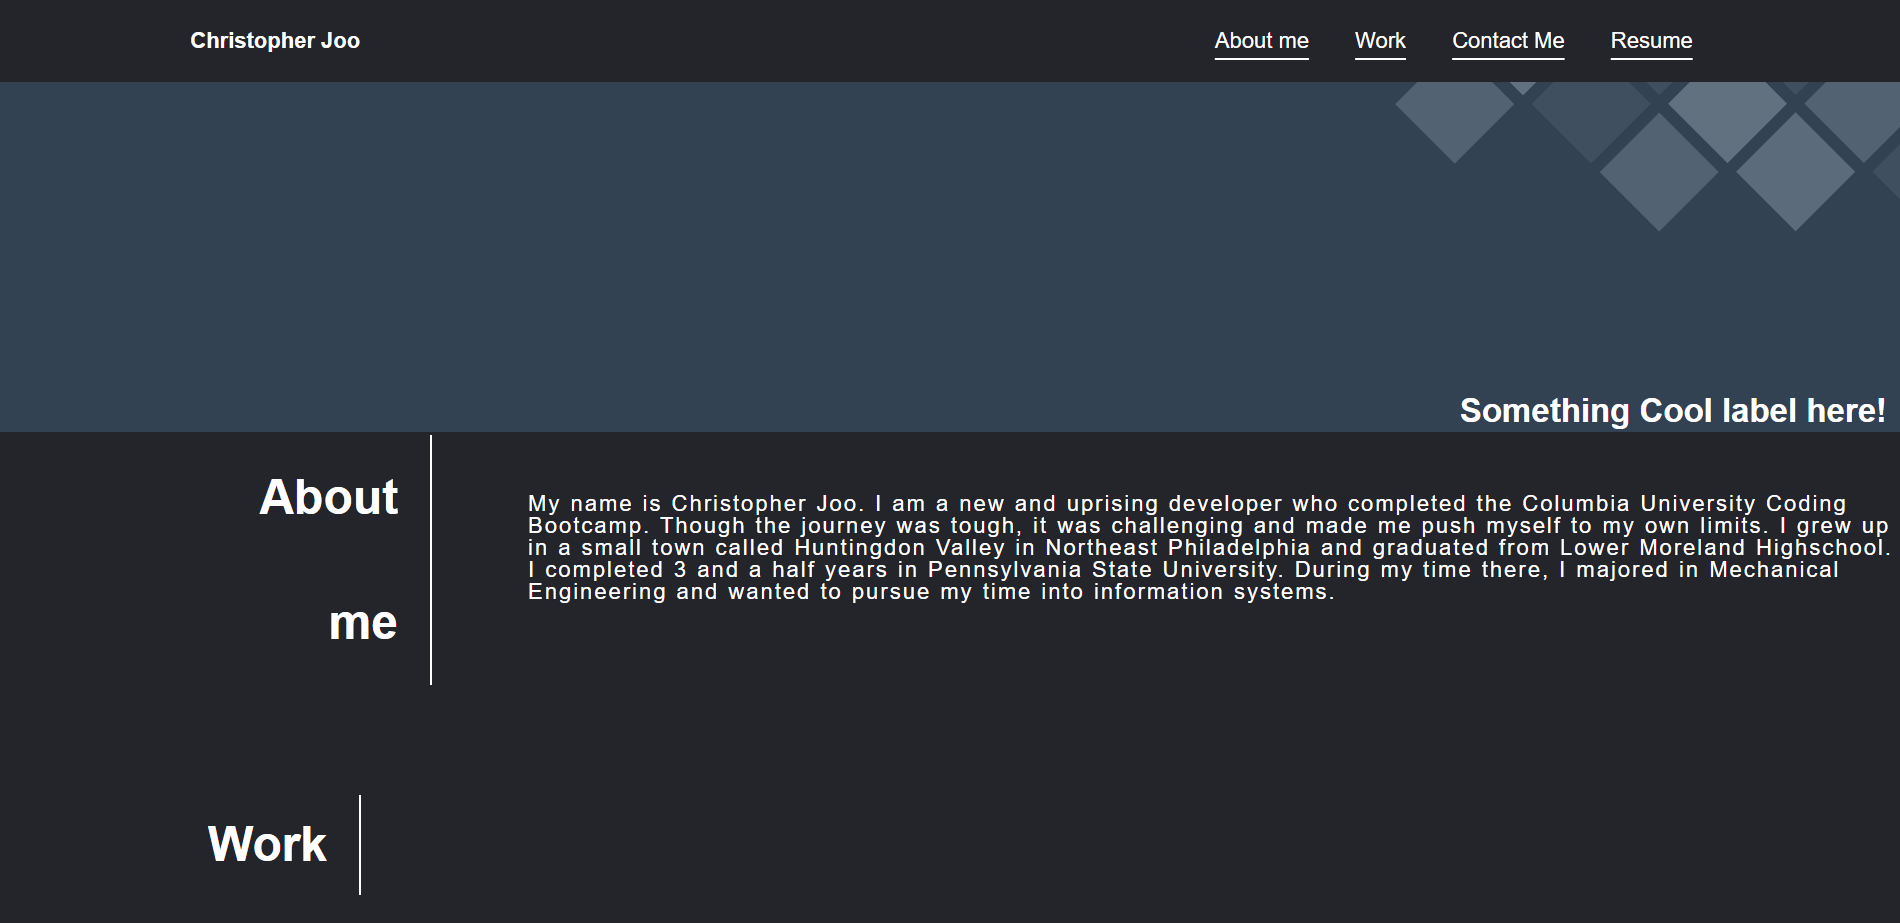 Christopher Joo
About me
Work
Contact Me
Resume
Something Cool label here!
About
me
My name is Christopher Joo. I am a new and uprising developer who completed the Columbia University Coding
Bootcamp. Though the journey was tough, it was challenging and made me push myself to my own limits. I grew up
in a small town called Huntingdon Valley in Northeast Philadelphia and graduated from Lower Moreland Highschool.
I completed 3 and a half years in Pennsylvania State University. During my time there, I majored in Mechanical
Engineering and wanted to pursue my time into information systems.
Work